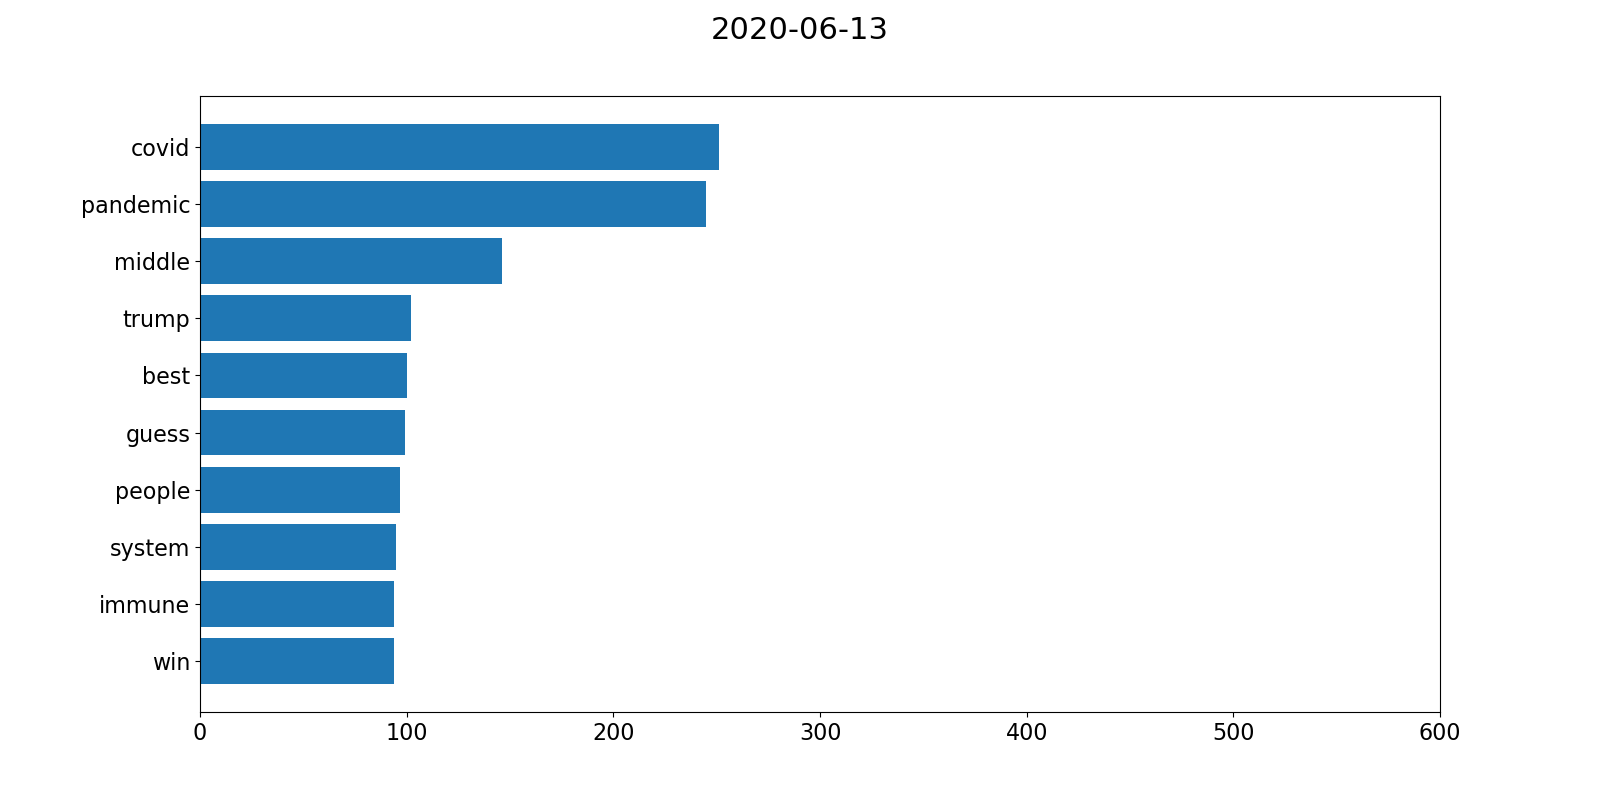 2020-06-13
covid
pandemic
middle
trump
best
guess
people
system
immune
win
0 100 200 300 400 500 600